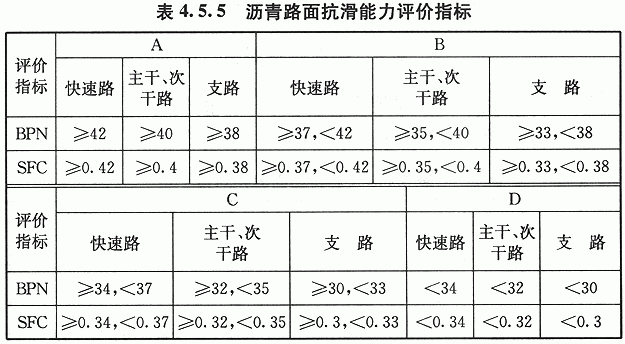 表 4.5.5 沥青路面抗滑能力评价指标
评价指标 A B
快速路 主干、次干路 支路 快速路 主干、次干路 支 路
BPN ≥42 ≥40 ≥38 ≥37,<42 ≥35,<40 ≥33,<38
SFC ≥0.42 ≥0.4 ≥0.38 ≥0.37,<0.42 ≥0.35,<0.4 ≥0.33,<0.38
评价指标 C D
快速路 主干、次干路 支 路 快速路 主干、次干路 支 路
BPN ≥34,<37 ≥32,<35 ≥30,<33 <34 <32 <30
SFC ≥0.34,<0.37 ≥0.32,<0.35 ≥0.3,<0.33 <0.34 <0.32 <0.3